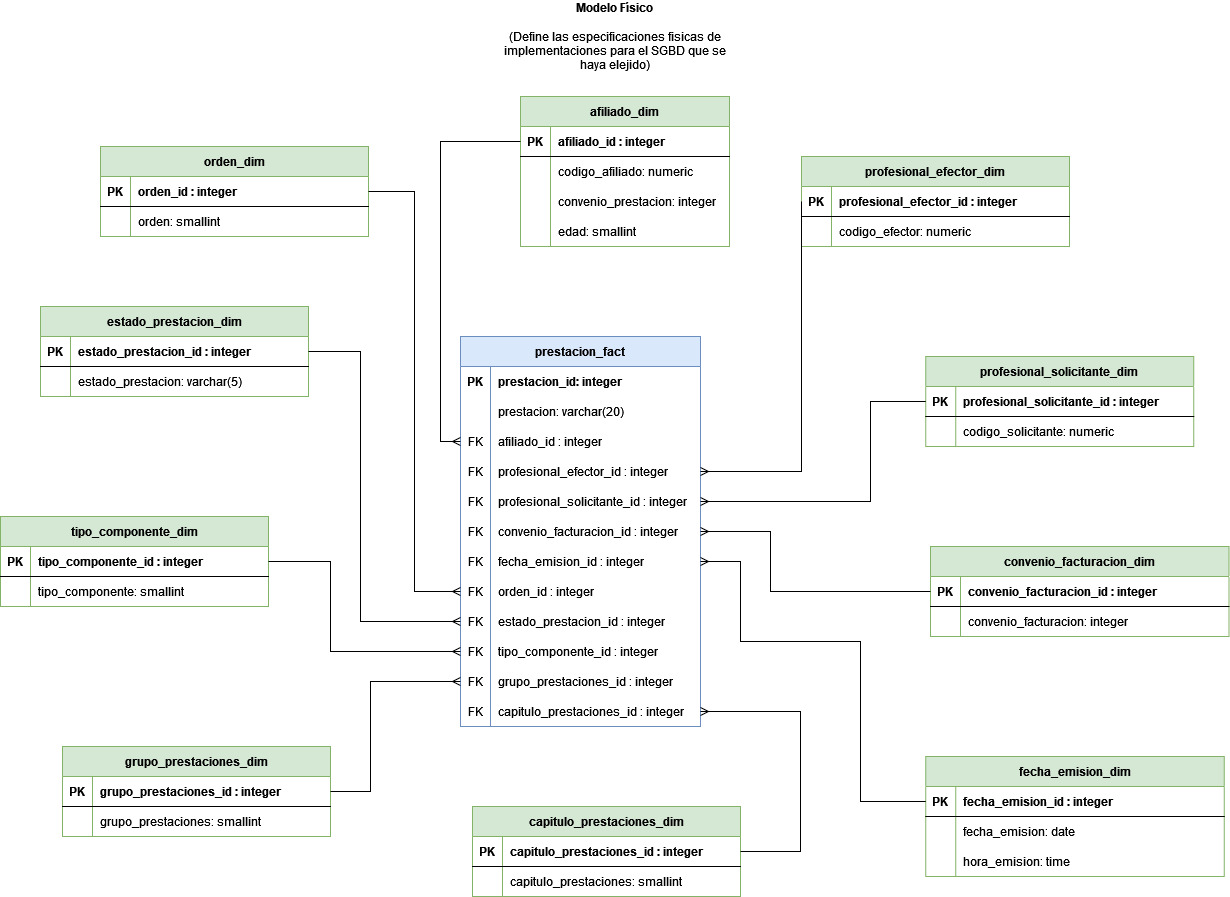 Modelo Físico
(Define las especificaciones fisicas de
implementaciones para el SGBD que se
haya elejido)
afiliado_dim
PK afiliado_id : integer
codigo_afiliado: numeric
convenio_prestacion: integer
edad: smallint
orden_dim
PK orden_id : integer
orden: smallint
profesional_efector_dim
PK profesional_efector_id : integer
codigo_efector: numeric
estado_prestacion_dim
PK estado_prestacion_id : integer
estado_prestacion: varchar(5)
prestacion_fact
PK prestacion_id: integer
prestacion: varchar(20)
FK afiliado_id : integer
FK profesional_efector_id : integer
FK profesional_solicitante_id : integer
FK convenio_facturacion_id : integer
FK fecha_emision_id : integer
FK orden_id : integer
FK estado_prestacion_id : integer
FK tipo_componente_id : integer
FK grupo_prestaciones_id : integer
FK capitulo_prestaciones_id : integer
profesional_solicitante_dim
PK profesional_solicitante_id : integer
codigo_solicitante: numeric
tipo_componente_dim
PK tipo_componente_id : integer
tipo_componente: smallint
convenio_facturacion_dim
PK convenio_facturacion_id : integer
convenio_facturacion: integer
grupo_prestaciones_dim
PK grupo_prestaciones_id : integer
grupo_prestaciones: smallint
capitulo_prestaciones_dim
PK capitulo_prestaciones_id : integer
capitulo_prestaciones: smallint
fecha_emision_dim
PK fecha_emision_id : integer
fecha_emision: date
hora_emision: time